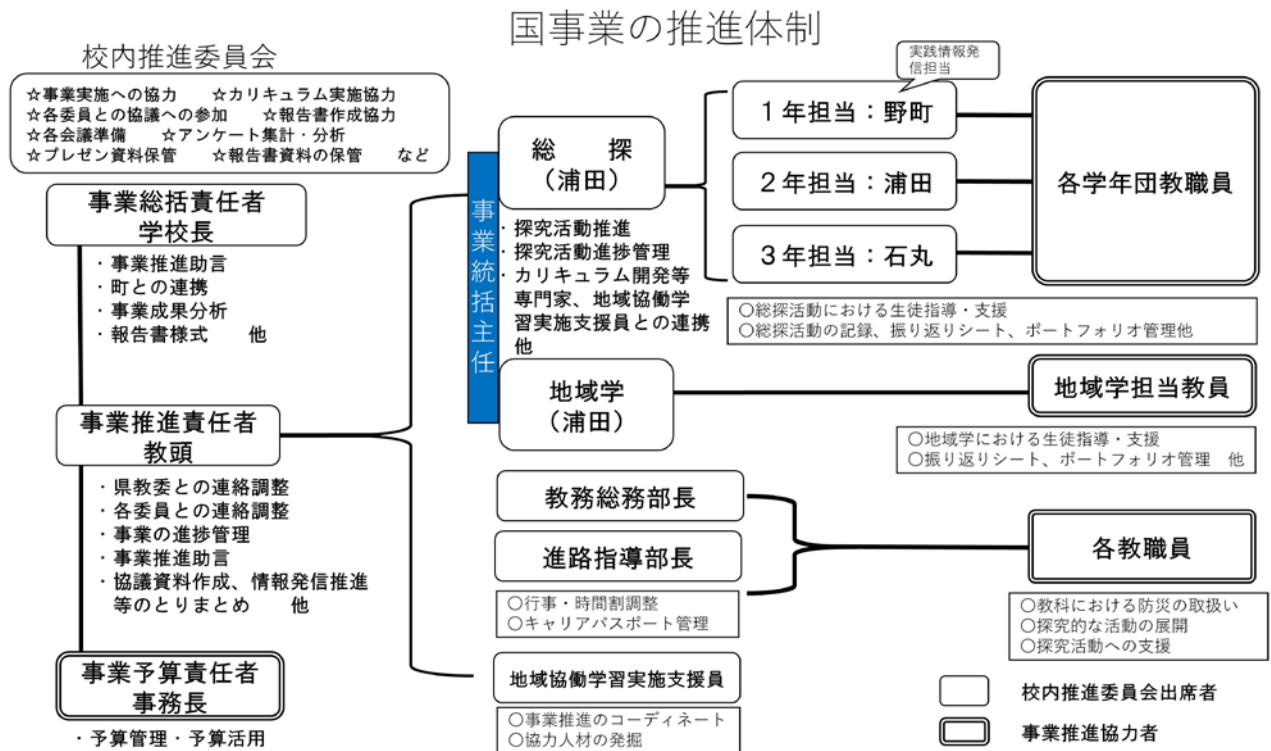 国事業の推進体制
校内推進委員会
☆事業実施への協力　☆カリキュラム実施協力
☆各委員との協議への参加　☆報告書作成協力
☆各会議準備　☆アンケート集計・分析
☆プレゼン資料保管　☆報告書資料の保管　など
事業総括責任者
学校長
・事業推進助言
・町との連携
・事業成果分析
・報告書様式　他
事業推進責任者
教頭
・県教委との連絡調整
・各委員との連絡調整
・事業の進捗管理
・事業推進助言
・協議資料作成、情報発信推進
等のとりまとめ　他
事業予算責任者
事務長
・予算管理・予算活用
事業統括主任
総　探
（浦田）
・探究活動推進
・探究活動進捗管理
・カリキュラム開発等
専門家、地域協働学
習実施支援員との連携
他
地域学
（浦田）
教務総務部長
進路指導部長
○行事・時間割調整
○キャリアパスポート管理
地域協働学習実施支援員
○事業推進のコーディネート
○協力人材の発掘
実践情報発
信担当
１年担当：野町
２年担当：浦田
３年担当：石丸
各学年団教職員
○総探活動における生徒指導・支援
○総探活動の記録、振り返りシート、ポートフォリオ管理他
地域学担当教員
○地域学における生徒指導・支援
○振り返りシート、ポートフォリオ管理　他
各教職員
○教科における防災の取扱い
○探究的な活動の展開
○探究活動への支援
校内推進委員会出席者
事業推進協力者